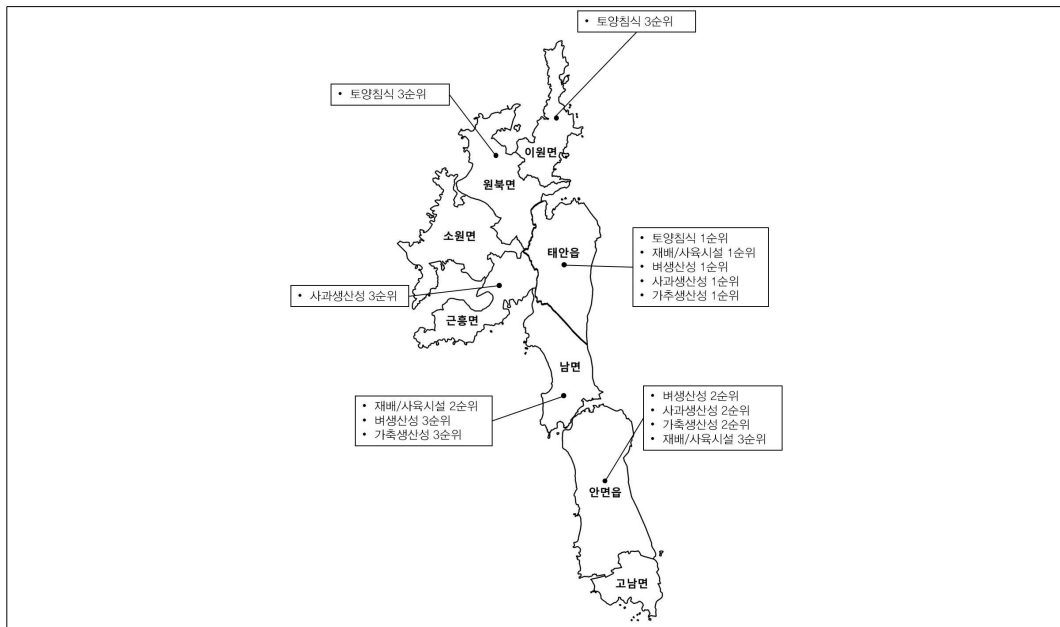 • 토양침식 3순위
• 토양침식 3순위
이원면
원북면
소원면
태안읍
• 토양침식 1순위
• 재배/사육시설 1순위
• 벼생산성 1순위
• 사과생산성 1순위
• 가추생산성 1순위
• 사과생산성 3순위
근흥면
남면
• 재배/사육시설 2순위
• 벼생산성 3순위
• 가축생산성 3순위
• 벼생산성 2순위
• 사과생산성 2순위
• 가축생산성 2순위
• 재배/사육시설 3순위
안면읍
고남면